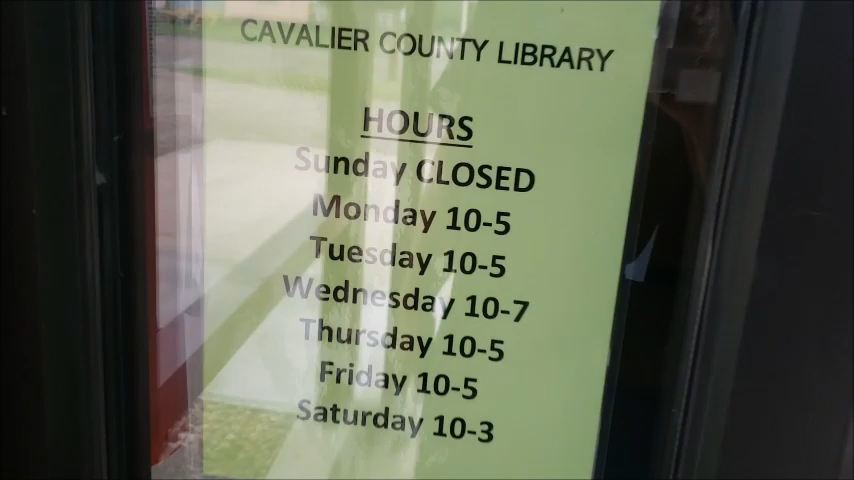 CAVALIER COUNTY LIBRARY
HOURS
Sunday CLOSED
Monday 10-5
Tuesday 10-5
Wednesday 10-7
Thursday 10-5
Friday 10-5
Saturday 10-3